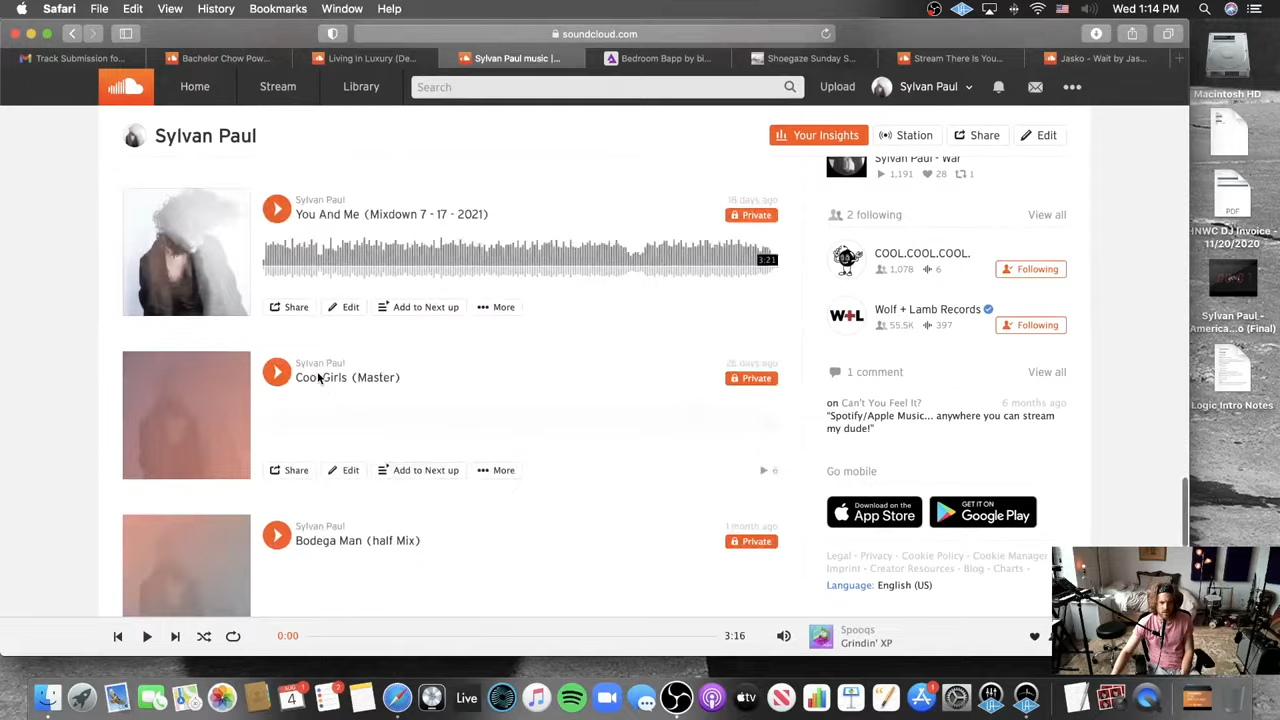 Safari File Edit View History Bookmarks Window Help
Wed 1:14 PM
soundcloud.com
Track Submission fo...
Bachelor Chow Pow...
Living in Luxury (De...
Sylvan Paul music |...
Bedroom Bapp by bi...
Shoegaze Sunday S...
Stream There Is You...
Jasko - Wait by Jas...
Home
Stream
Library
Search
Upload
Sylvan Paul
Sylvan Paul
Your Insights
Station
Share
Edit
Sylvan Paul
You And Me (Mixdown 7 - 17 - 2021)
18 days ago
Private
3:21
Share
Edit
Add to Next up
More
Sylvan Paul
Cool Girls (Master)
Private
Share
Edit
Add to Next up
More
6
Sylvan Paul
Bodega Man (half Mix)
1 month ago
Private
Sylvan Paul - War
1,191 28 1
2 following
View all
COOL.COOL.COOL.
1,078 6
Following
Wolf + Lamb Records
W+L
55.5K 397
Following
1 comment
View all
on Can't You Feel It?
6 months ago
"Spotify/Apple Music... anywhere you can stream
my dude!"
Go mobile
Download on the
App Store
GET IT ON
Google Play
Legal - Privacy - Cookie Policy - Cookie Manager
Imprint - Creator Resources - Blog - Charts -
Language: English (US)
0:00
3:16
Spooqs
Grindin' XP
Macintosh HD
PDF
HNWC DJ Invoice -
11/20/2020
Sylvan Paul -
America...o (Final)
Logic Intro Notes
Live
tv